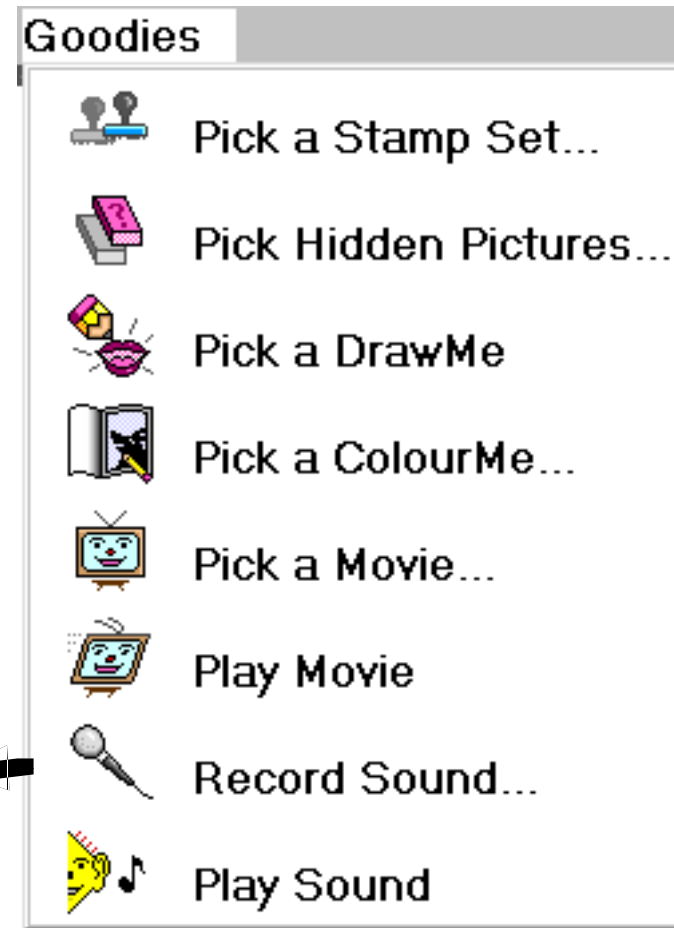 Goodies
Pick a Stamp Set...
Pick Hidden Pictures...
Pick a DrawMe
Pick a ColourMe...
Pick a Movie...
Play Movie
Record Sound...
Play Sound